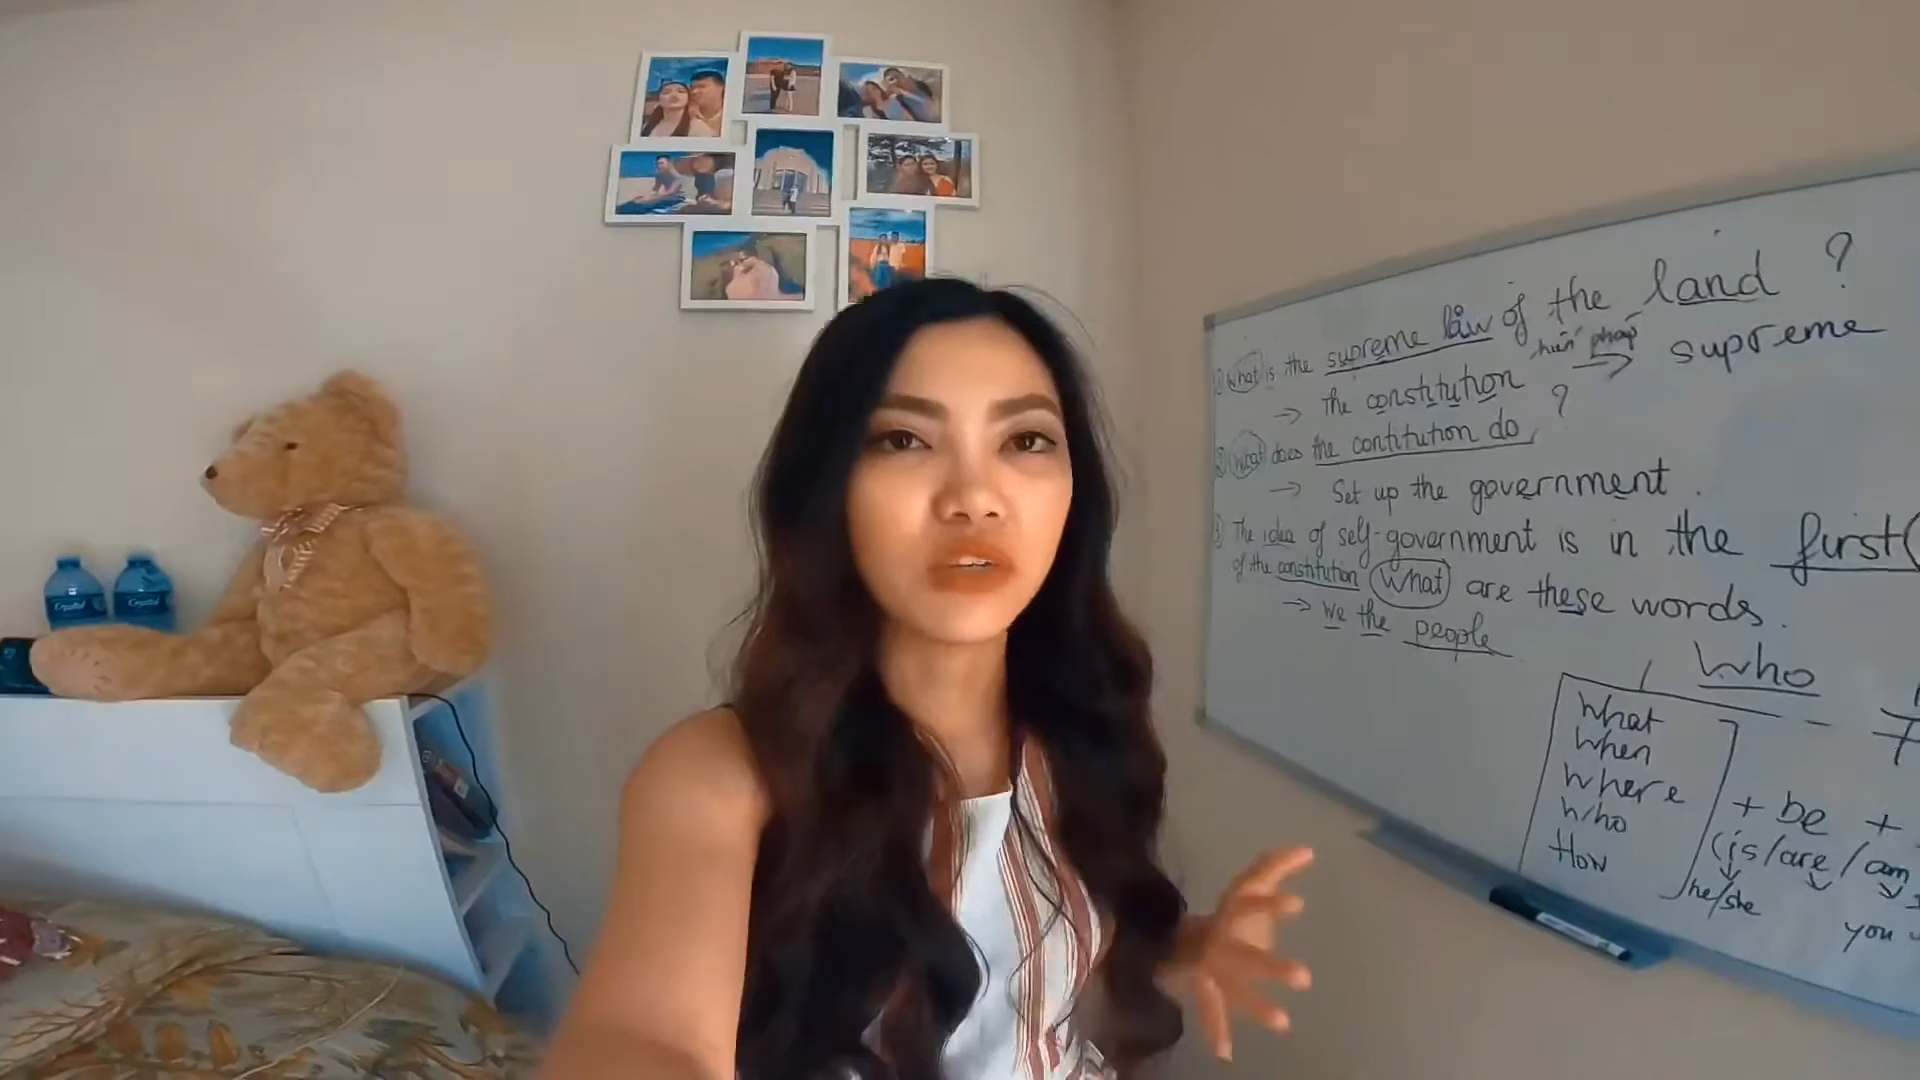 ① What is the supreme law of the land ?
hiến pháp
→ the constitution → supreme
② What does the contitution do, ?
→ Set up the government.
③ The idea of self-government is in the first(
of the constitution What are these words.
→ we the people
Who
What
When
Where
Who
How
+ be +
(is/are/am
he/she
you
Crystal
Crystal